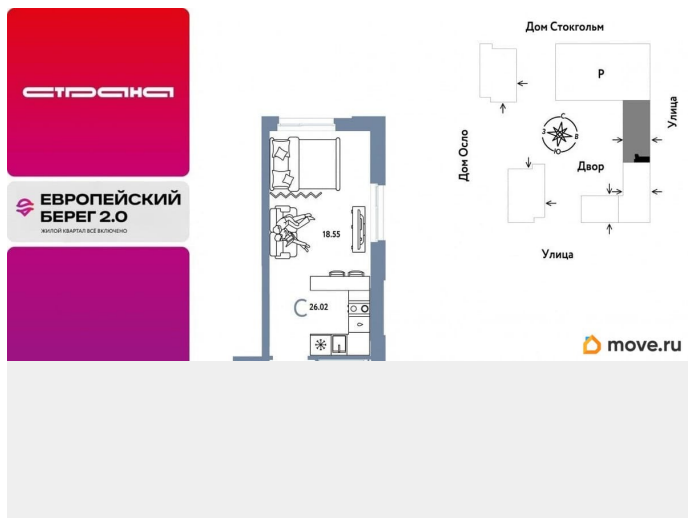 СТРАНА
ЕВРОПЕЙСКИЙ
БЕРЕГ 2.0
ЖИЛОЙ КВАРТАЛ ВСЁ ВКЛЮЧЕНО
18.55
С 26.02
Дом Стокгольм
Р
Улица
С
З В
Ю
Дом Осло
Двор
Улица
move.ru